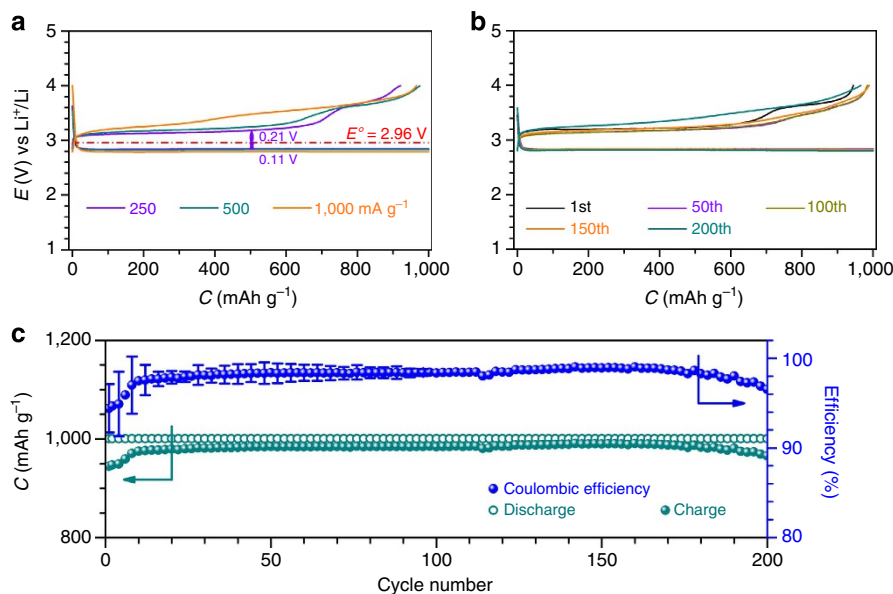 a
5
4
3
2
1
E (V) vs Li⁺/Li
0.21 V
E° = 2.96 V
0.11 V
250
500
1,000 mA g⁻¹
0
200
400
600
800
1,000
C (mAh g⁻¹)
b
5
4
3
2
1
1st
50th
100th
150th
200th
0
200
400
600
800
1,000
C (mAh g⁻¹)
c
1,200
1,000
800
C (mAh g⁻¹)
100
90
80
Efficiency (%)
Coulombic efficiency
Discharge
Charge
0
50
100
150
200
Cycle number